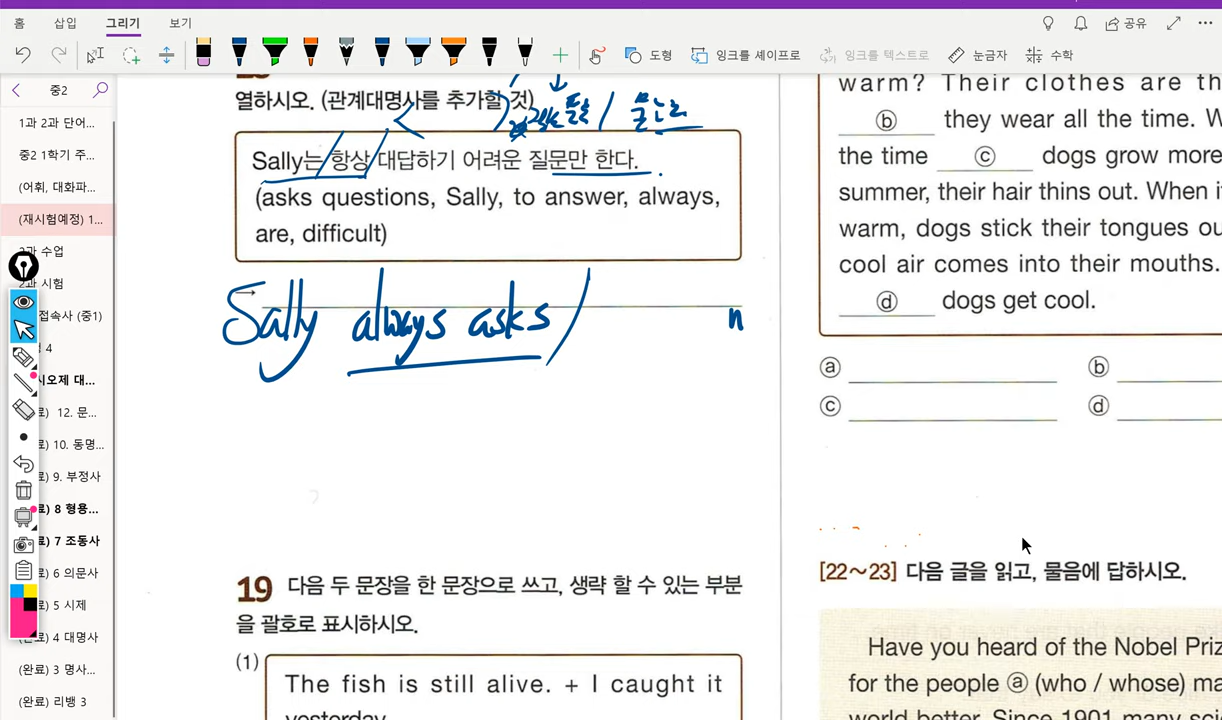 홈 삽입 그리기 보기
공유
도형 잉크를 셰이프로 잉크를 텍스트로 눈금자 수학
중2
1과 2과 단어...
중2 1학기 주...
(어휘, 대화파...
(재시험예정) 1...
2과 수업
2과 시험
접속사 (중1)
4
시오제 대...
료) 12. 문...
료) 10. 동명...
료) 9. 부정사
료) 8 형용...
료) 7 조동사
료) 6 의문사
료) 5 시제
료) 4 대명사
(완료) 3 명사...
(완료) 리뱅 3
열하시오. (관계대명사를 추가할 것)
Sally는 항상 대답하기 어려운 질문만 한다.
(asks questions, Sally, to answer, always,
are, difficult)
→
Sally always asks
n
19 다음 두 문장을 한 문장으로 쓰고, 생략 할 수 있는 부분
을 괄호로 표시하시오.
(1)
The fish is still alive. + I caught it
yesterday
warm? Their clothes are th
ⓑ they wear all the time. W
the time ⓒ dogs grow more
summer, their hair thins out. When it
warm, dogs stick their tongues ou
cool air comes into their mouths.
ⓓ dogs get cool.
ⓐ ⓑ
ⓒ ⓓ
[22～23] 다음 글을 읽고, 물음에 답하시오.
Have you heard of the Nobel Priz
for the people ⓐ (who / whose) ma
world better. Since 1901 many sci